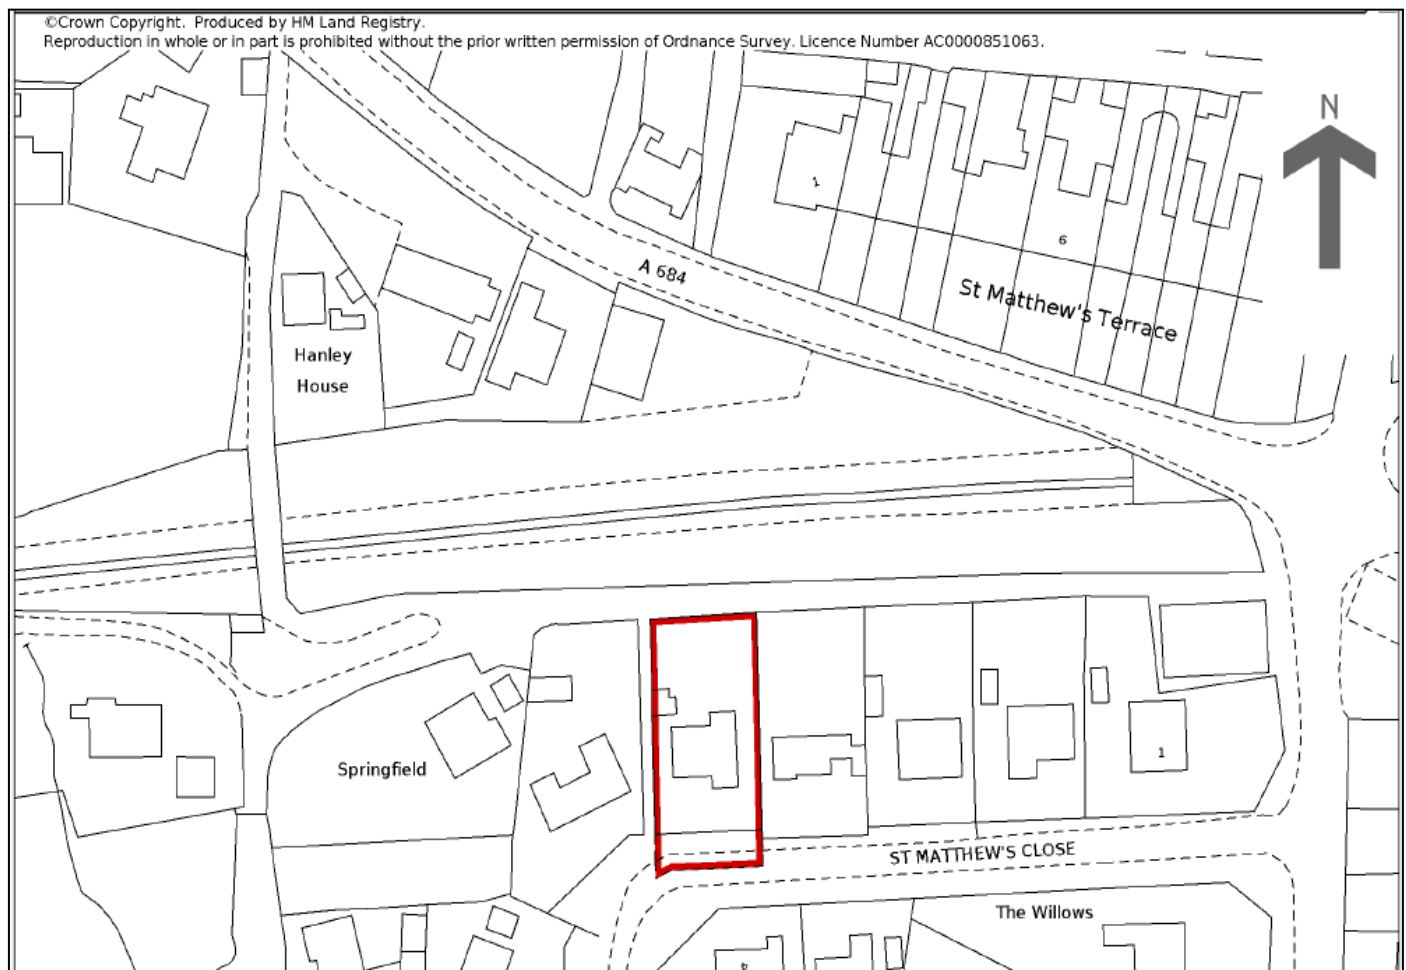 ©Crown Copyright. Produced by HM Land Registry.
Reproduction in whole or in part is prohibited without the prior written permission of Ordnance Survey. Licence Number AC0000851063.
N
1
6
A 684
St Matthew's Terrace
Hanley
House
Springfield
1
ST MATTHEW'S CLOSE
The Willows